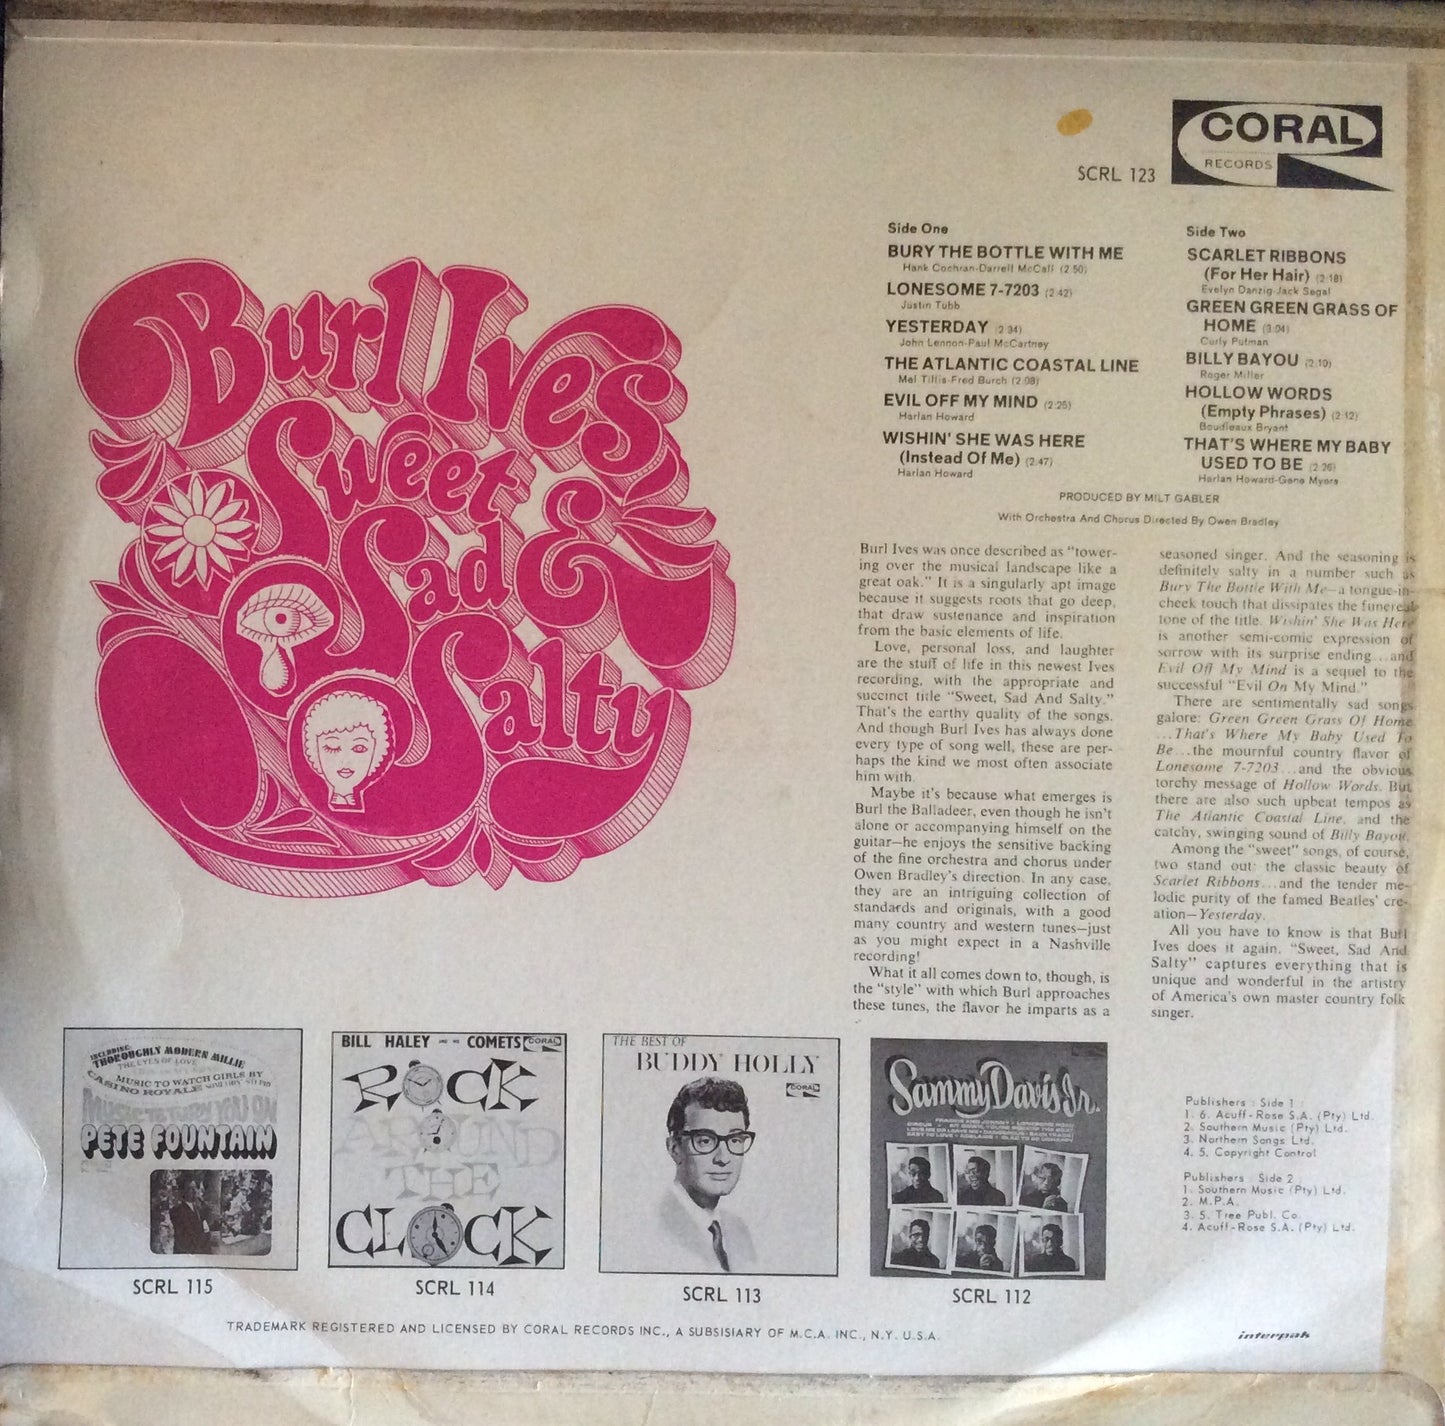 Burl Ives
Sweet
Sad &
Salty
CORAL
RECORDS
SCRL 123
Side One
BURY THE BOTTLE WITH ME
Hank Cochran-Darrell McCall (2:50)
LONESOME 7-7203 (2:42)
Justin Tubb
YESTERDAY (2:34)
John Lennon-Paul McCartney
THE ATLANTIC COASTAL LINE
Mel Tillis-Fred Burch (2:08)
EVIL OFF MY MIND (2:25)
Harlan Howard
WISHIN' SHE WAS HERE
(Instead Of Me) (2:47)
Harlan Howard
Side Two
SCARLET RIBBONS
(For Her Hair) (2:18)
Evelyn Danzig-Jack Segal
GREEN GREEN GRASS OF
HOME (3:04)
Curly Putman
BILLY BAYOU (2:10)
Roger Miller
HOLLOW WORDS
(Empty Phrases) (2:12)
Boudleaux Bryant
THAT'S WHERE MY BABY
USED TO BE (2:26)
Harlan Howard-Gene Myers
PRODUCED BY MILT GABLER
With Orchestra And Chorus Directed By Owen Bradley
Burl Ives was once described as "tower-
ing over the musical landscape like a
great oak." It is a singularly apt image
because it suggests roots that go deep,
that draw sustenance and inspiration
from the basic elements of life.
Love, personal loss, and laughter
are the stuff of life in this newest Ives
recording, with the appropriate and
succinct title "Sweet, Sad And Salty."
That's the earthy quality of the songs.
And though Burl Ives has always done
every type of song well, these are per-
haps the kind we most often associate
him with.
Maybe it's because what emerges is
Burl the Balladeer, even though he isn't
alone or accompanying himself on the
guitar—he enjoys the sensitive backing
of the fine orchestra and chorus under
Owen Bradley's direction. In any case,
they are an intriguing collection of
standards and originals, with a good
many country and western tunes—just
as you might expect in a Nashville
recording!
What it all comes down to, though, is
the "style" with which Burl approaches
these tunes, the flavor he imparts as a
seasoned singer. And the seasoning is
definitely salty in a number such as
Bury The Bottle With Me—a tongue-in-
cheek touch that dissipates the funereal
tone of the title. Wishin' She Was Here
is another semi-comic expression of
sorrow with its surprise ending...and
Evil Off My Mind is a sequel to the
successful "Evil On My Mind."
There are sentimentally sad songs
galore: Green Green Grass Of Home
...That's Where My Baby Used To
Be...the mournful country flavor of
Lonesome 7-7203...and the obvious
torchy message of Hollow Words. But
there are also such upbeat tempos as
The Atlantic Coastal Line, and the
catchy, swinging sound of Billy Bayou.
Among the "sweet" songs, of course,
two stand out: the classic beauty of
Scarlet Ribbons...and the tender me-
lodic purity of the famed Beatles' cre-
ation—Yesterday.
All you have to know is that Burl
Ives does it again. "Sweet, Sad And
Salty" captures everything that is
unique and wonderful in the artistry
of America's own master country folk
singer.
INCLUDING:
THOROUGHLY MODERN MILLIE
THE EYES OF LOVE
MUSIC TO WATCH GIRLS BY
CASINO ROYALE
MUSIC TO TURN YOU ON
PETE FOUNTAIN
SCRL 115
BILL HALEY AND HIS COMETS CORAL
ROCK
AROUND
THE
CLOCK
SCRL 114
THE BEST OF
BUDDY HOLLY
CORAL
SCRL 113
Sammy Davis Jr.
SCRL 112
Publishers : Side 1 :
1. 6. Acuff-Rose S.A. (Pty) Ltd.
2. Southern Music (Pty) Ltd.
3. Northern Songs Ltd.
4. 5. Copyright Control
Publishers : Side 2 :
1. Southern Music (Pty) Ltd.
2. M.P.A.
3. 5. Tree Publ. Co.
4. Acuff-Rose S.A. (Pty) Ltd.
TRADEMARK REGISTERED AND LICENSED BY CORAL RECORDS INC., A SUBSISIARY OF M.C.A. INC., N.Y. U.S.A.
interpak